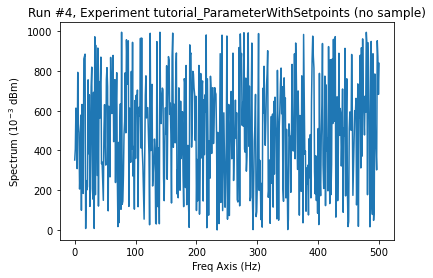 Run #4, Experiment tutorial_ParameterWithSetpoints (no sample)
Spectrum (10⁻³ dBm)
1000
800
600
400
200
0
0 100 200 300 400 500
Freq Axis (Hz)